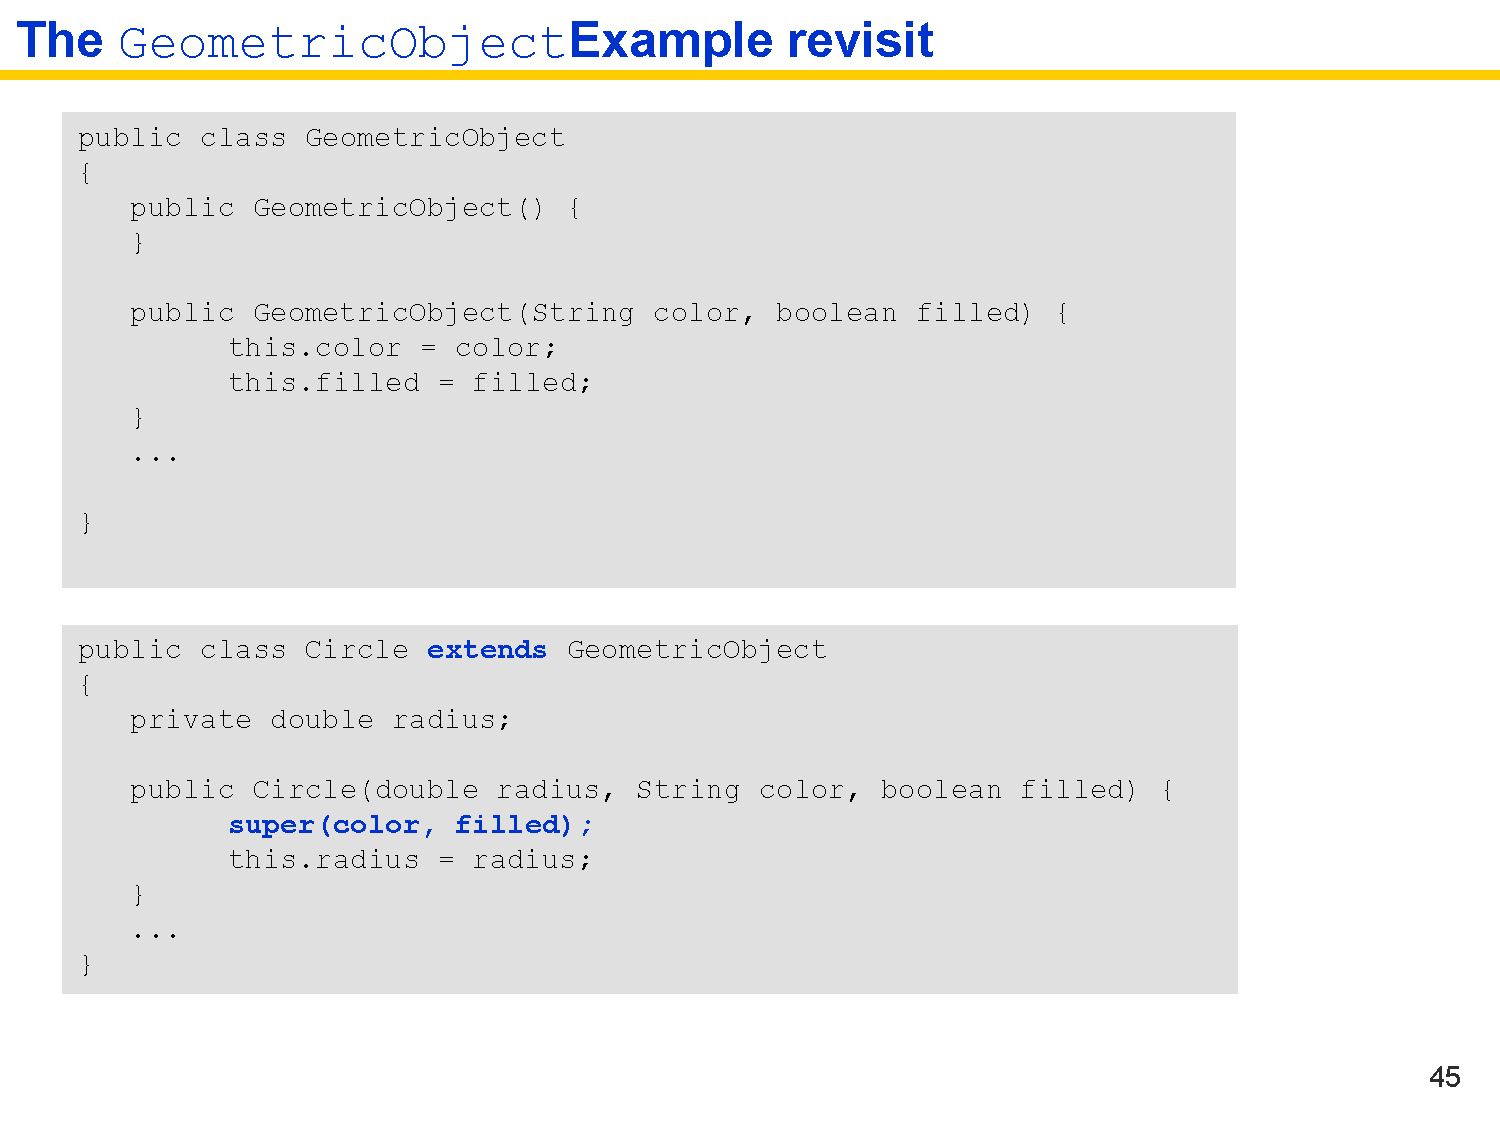 The GeometricObjectExample revisit
public class GeometricObject
{
public GeometricObject() {
}
public GeometricObject(String color, boolean filled) {
this.color = color;
this.filled = filled;
}
...
}
public class Circle extends GeometricObject
{
private double radius;
public Circle(double radius, String color, boolean filled) {
super(color, filled);
this.radius = radius;
}
...
}
45